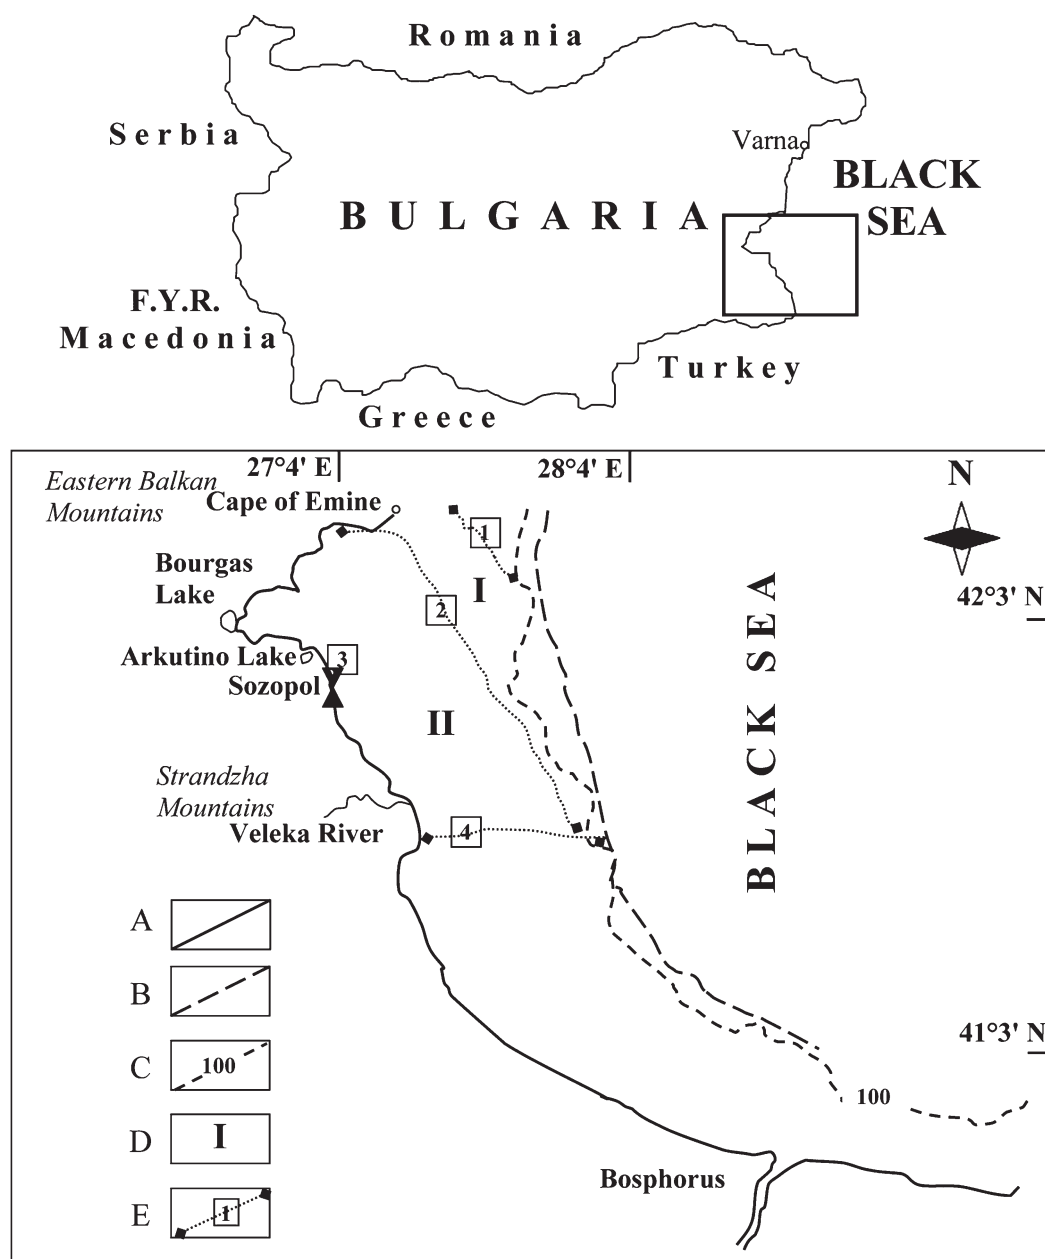 Romania
Serbia
Varna
BLACK
SEA
BULGARIA
F.Y.R.
Macedonia
Turkey
Greece
27°4' E
28°4' E
N
Eastern Balkan
Mountains
Cape of Emine
1
Bourgas
Lake
I
42°3' N
2
Arkutino Lake
3
Sozopol
II
BLACK SEA
Strandzha
Mountains
Veleka River
4
A
B
41°3' N
C
100
100
D
I
Bosphorus
E
1